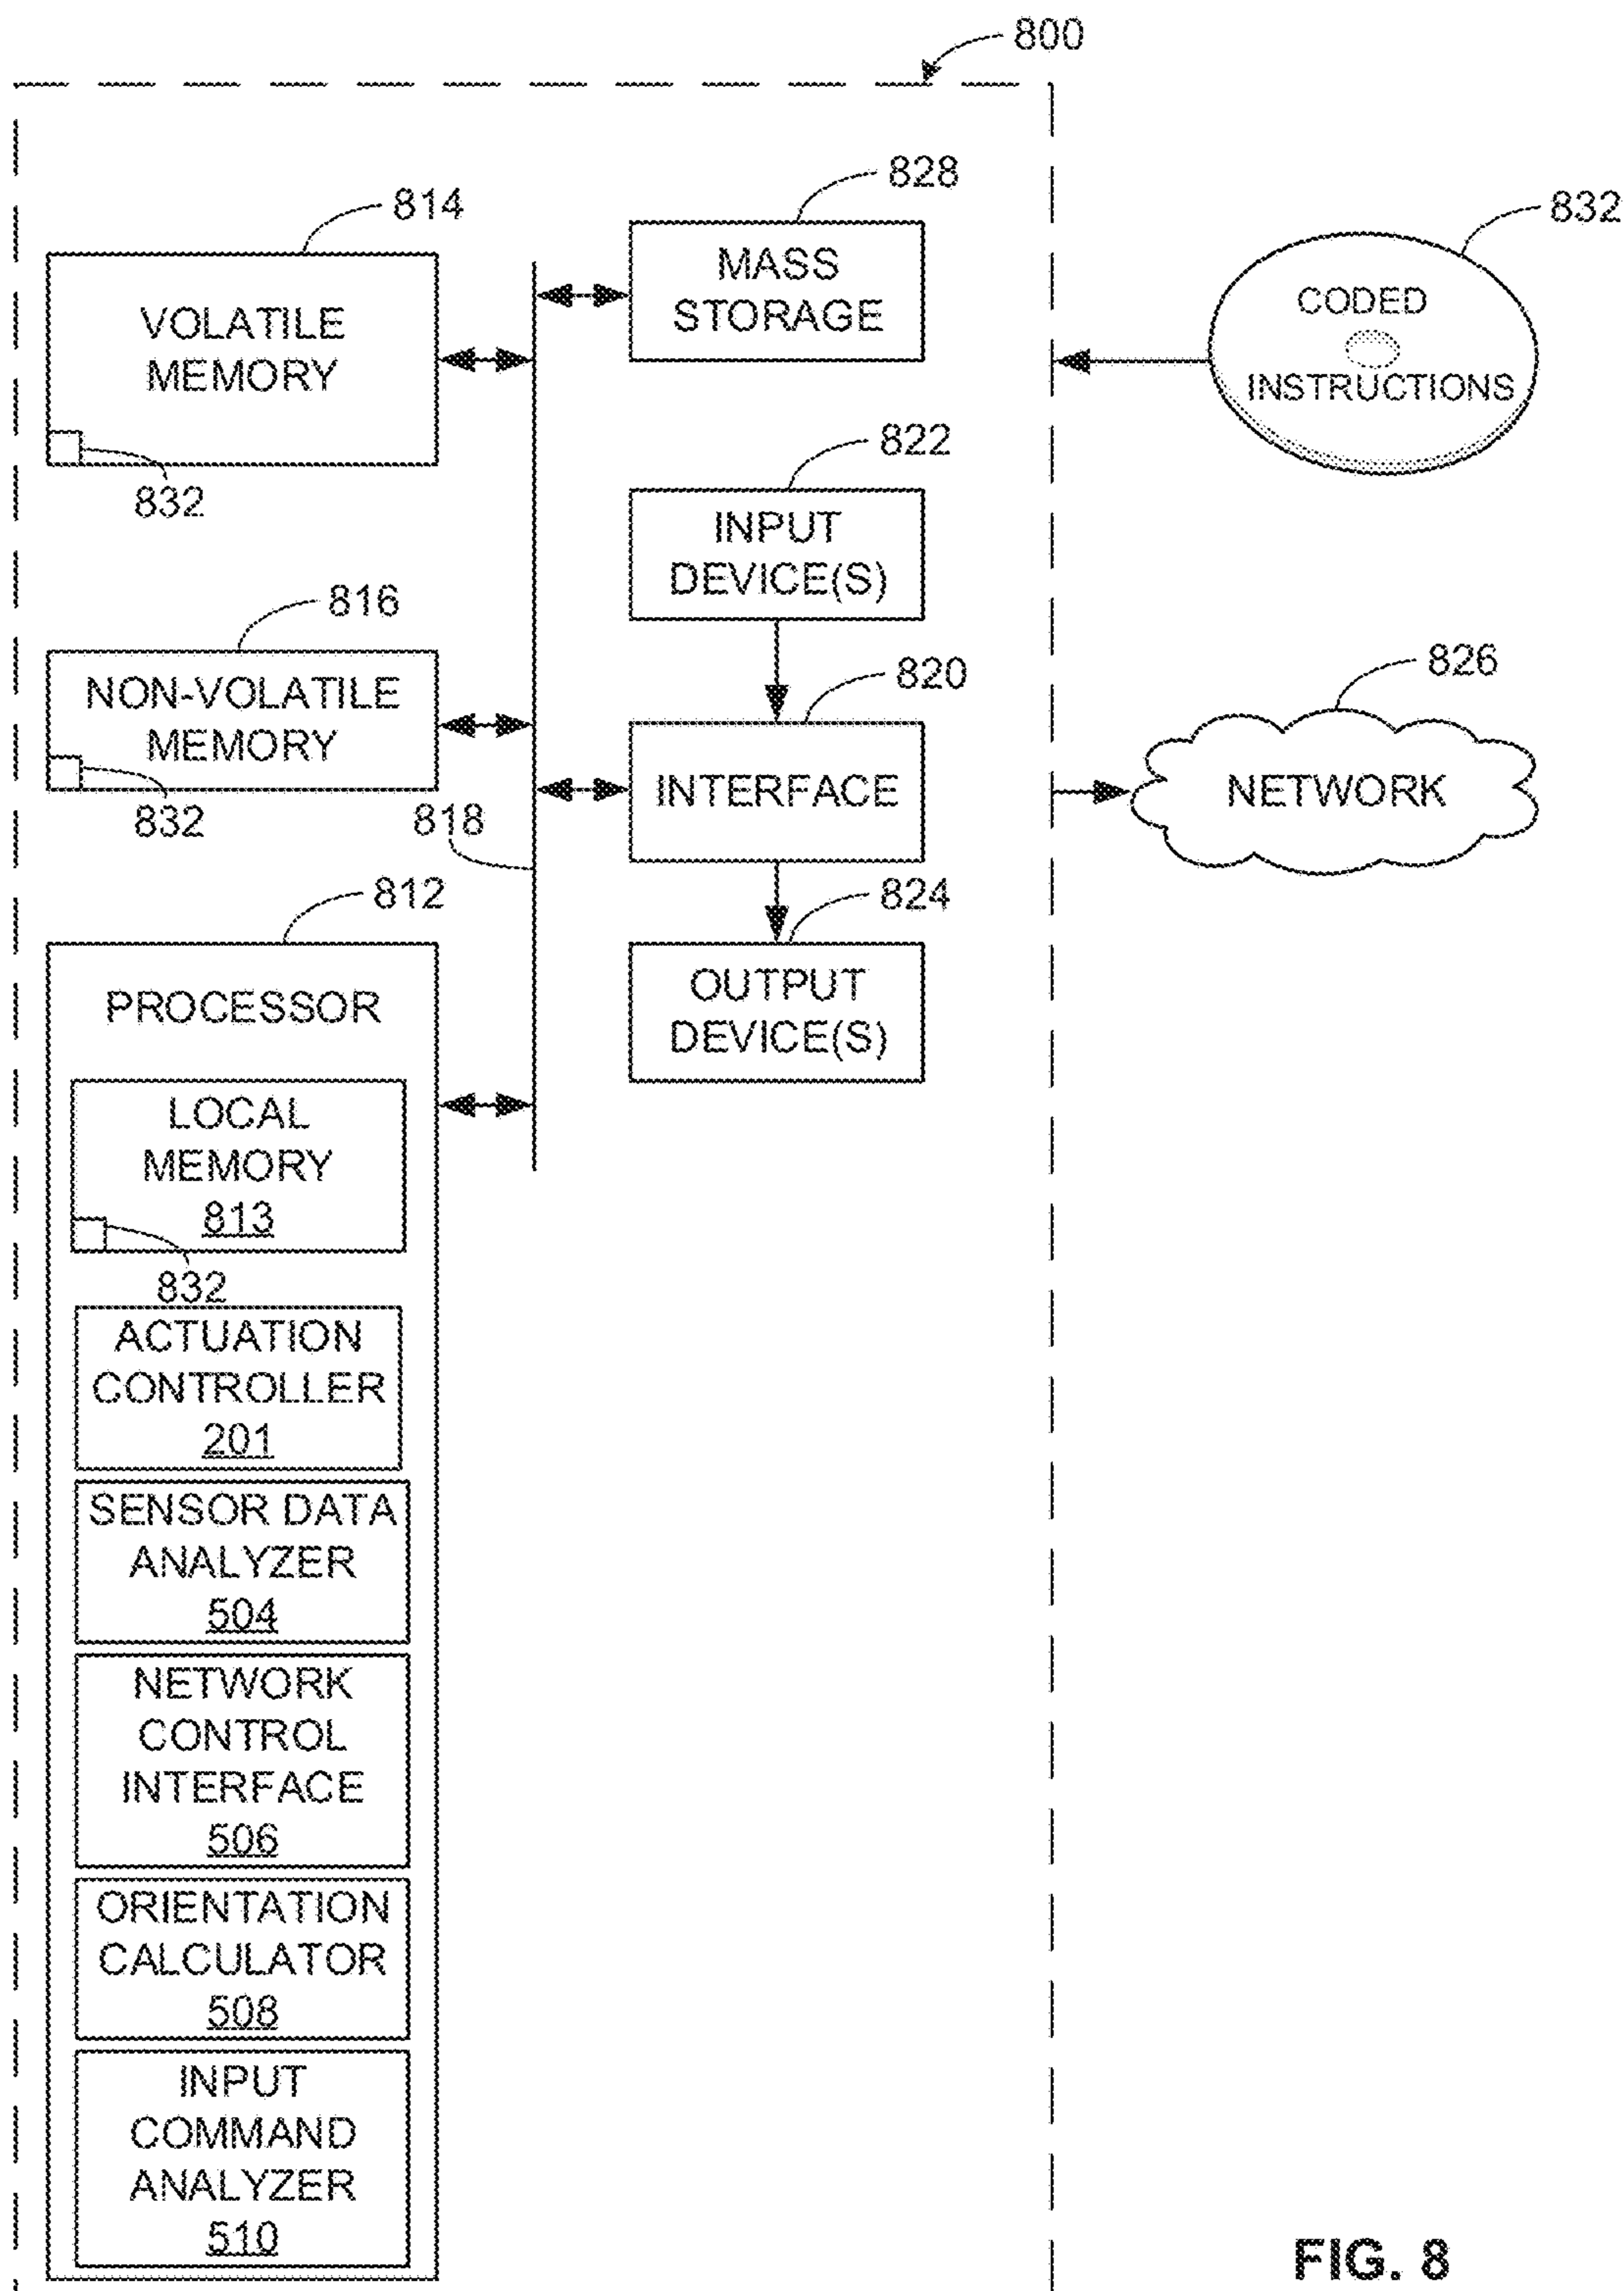 800
814
VOLATILE
MEMORY
832
828
MASS
STORAGE
832
CODED
INSTRUCTIONS
822
INPUT
DEVICE(S)
816
NON-VOLATILE
MEMORY
832
818
820
INTERFACE
826
NETWORK
824
OUTPUT
DEVICE(S)
812
PROCESSOR
LOCAL
MEMORY
813
832
ACTUATION
CONTROLLER
201
SENSOR DATA
ANALYZER
504
NETWORK
CONTROL
INTERFACE
506
ORIENTATION
CALCULATOR
508
INPUT
COMMAND
ANALYZER
510
FIG. 8